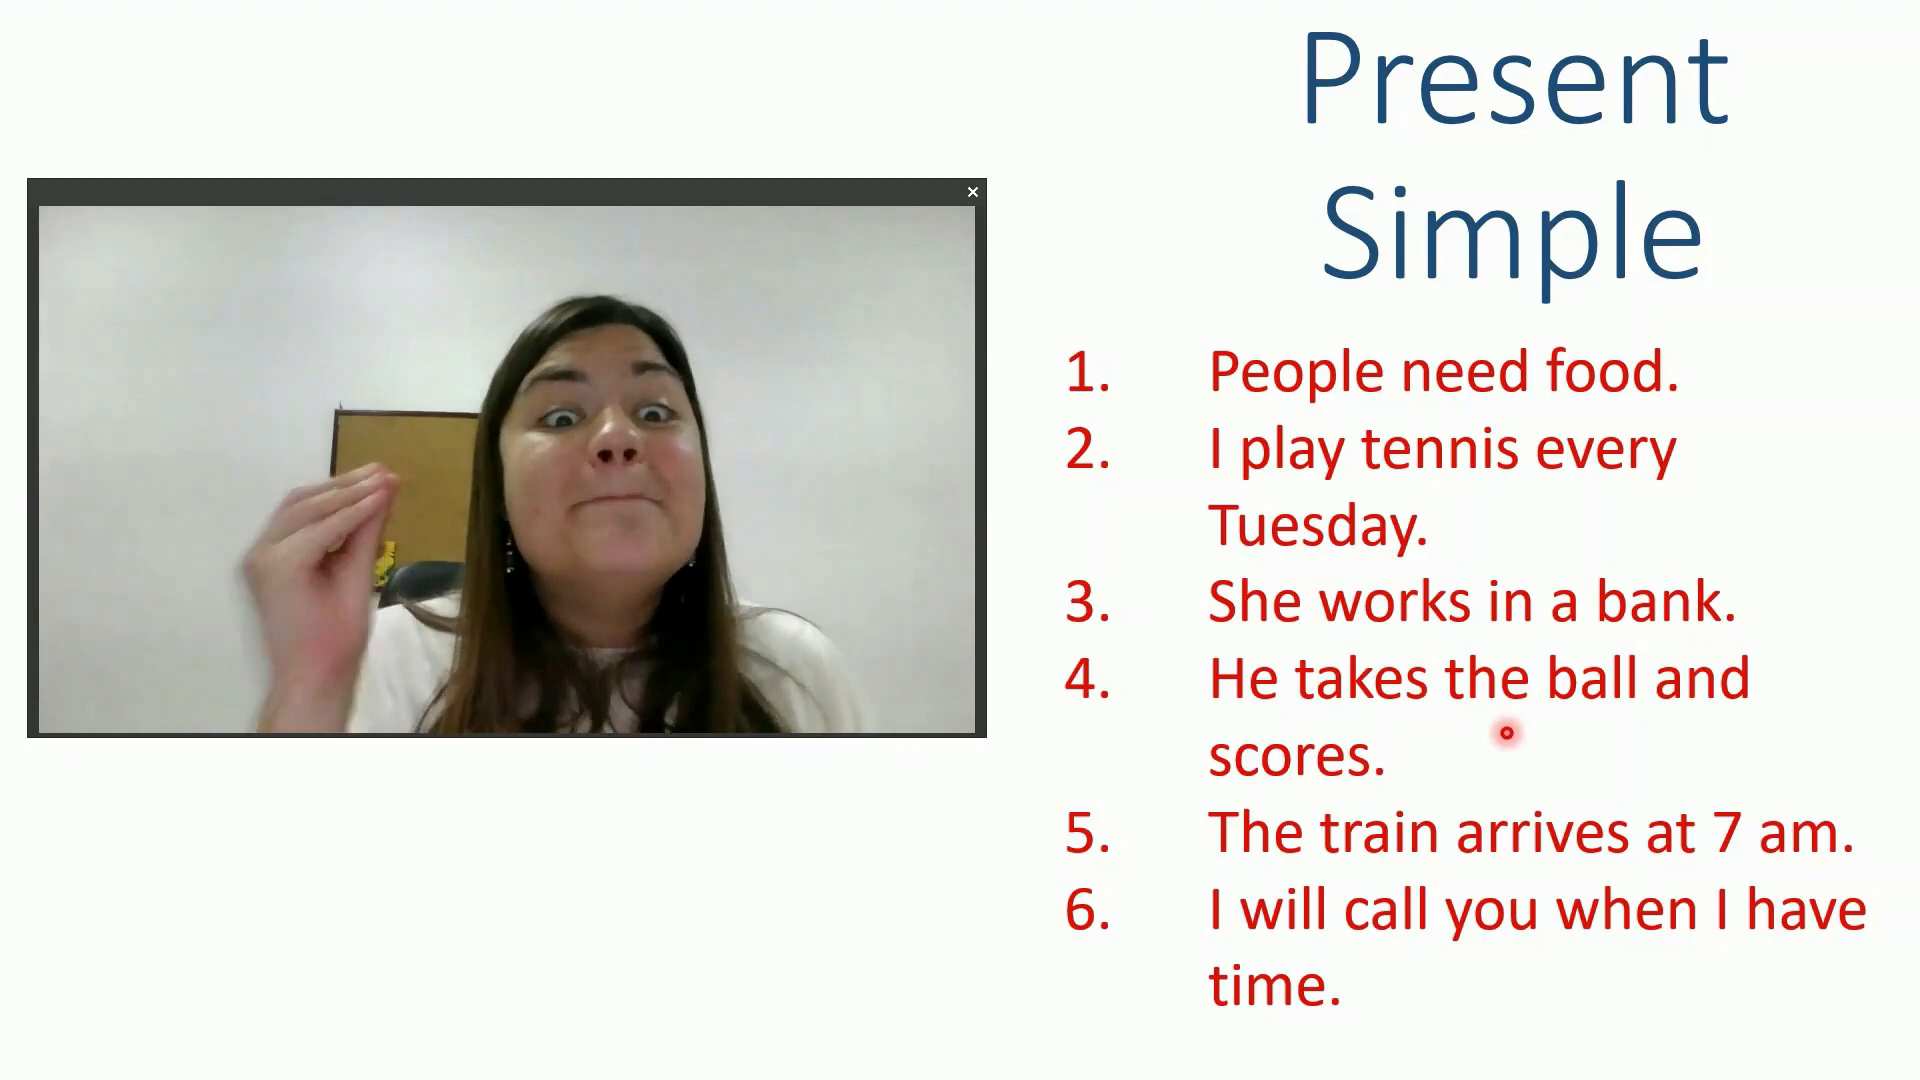 Present
Simple
1. People need food.
2. I play tennis every
Tuesday.
3. She works in a bank.
4. He takes the ball and
scores.
5. The train arrives at 7 am.
6. I will call you when I have
time.